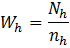 W_h = N_h / n_h